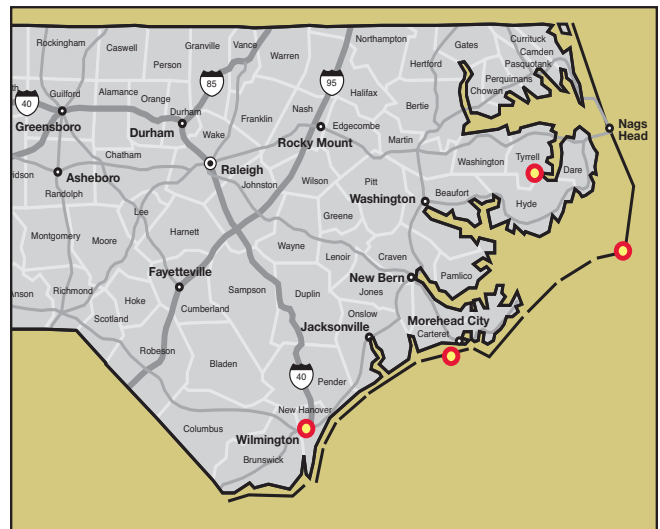 Rockingham
Caswell
Granville
Vance
Warren
Northampton
Gates
Currituck
Camden
Pasquotank
Person
Hertford
Perquimans
Chowan
85
95
Guilford
Alamance
Orange
Halifax
Bertie
40
Durham
Franklin
Nash
Greensboro
Durham
Wake
Edgecombe
Nags
Head
Rocky Mount
Martin
Chatham
Raleigh
Washington
Tyrrell
Dare
idson
Asheboro
Johnston
Wilson
Pitt
Randolph
Washington
Beaufort
Hyde
Lee
Greene
Harnett
Montgomery
Moore
Wayne
Lenoir
Craven
Fayetteville
New Bern
Pamlico
Sampson
Duplin
Jones
nson
Richmond
Hoke
Cumberland
Scotland
Onslow
Morehead City
Jacksonville
Carteret
Robeson
Bladen
40
Pender
New Hanover
Columbus
Wilmington
Brunswick